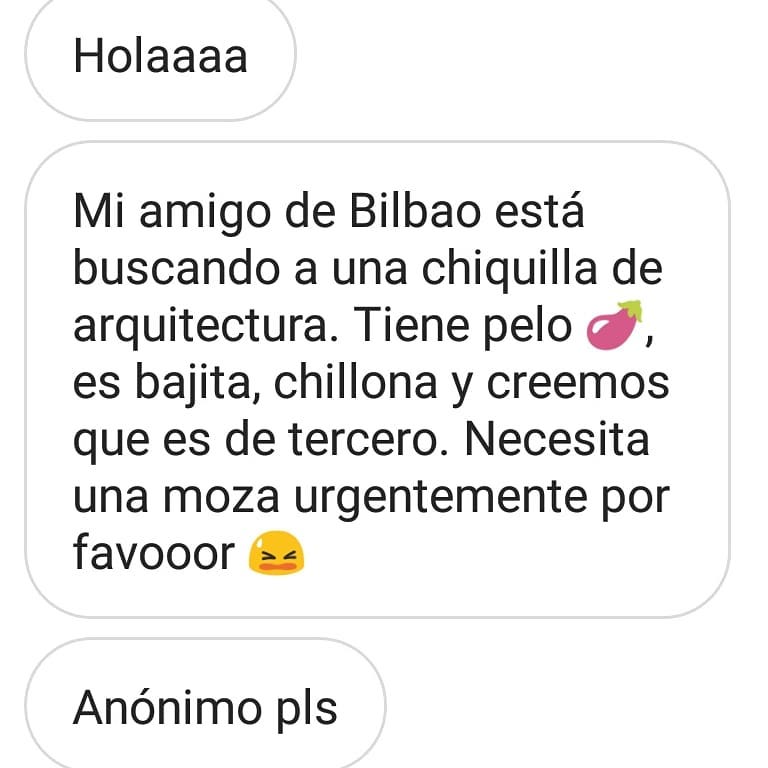 Holaaaa
Mi amigo de Bilbao está
buscando a una chiquilla de
arquitectura. Tiene pelo 🍆,
es bajita, chillona y creemos
que es de tercero. Necesita
una moza urgentemente por
favooor 😫
Anónimo pls